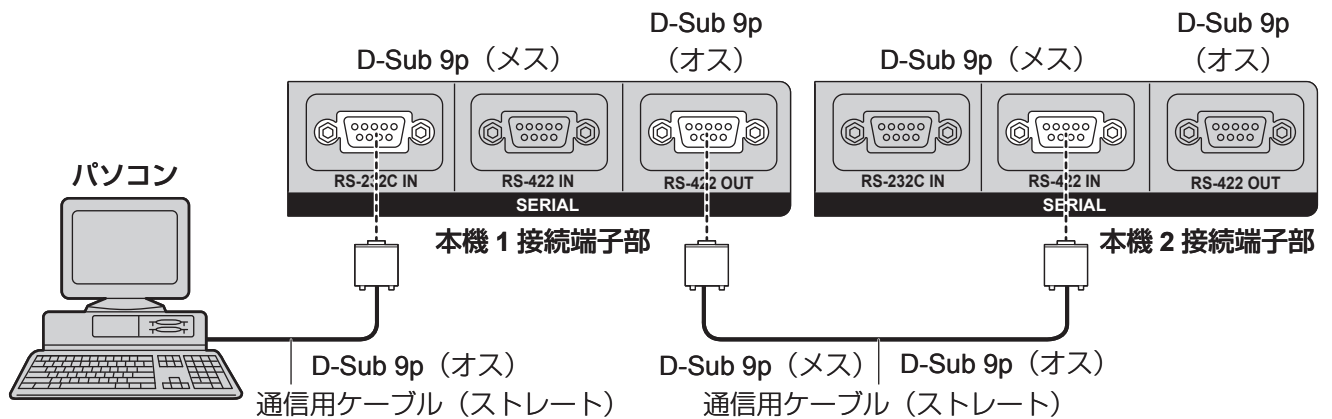 D-Sub 9p
(オス)
D-Sub 9p(メス)
RS-232C IN
RS-422 IN
RS-422 OUT
SERIAL
D-Sub 9p
(オス)
D-Sub 9p(メス)
RS-232C IN
RS-422 IN
RS-422 OUT
SERIAL
パソコン
本機 1 接続端子部
本機 2 接続端子部
D-Sub 9p(オス)
通信用ケーブル(ストレート)
D-Sub 9p(メス)
D-Sub 9p(オス)
通信用ケーブル(ストレート)